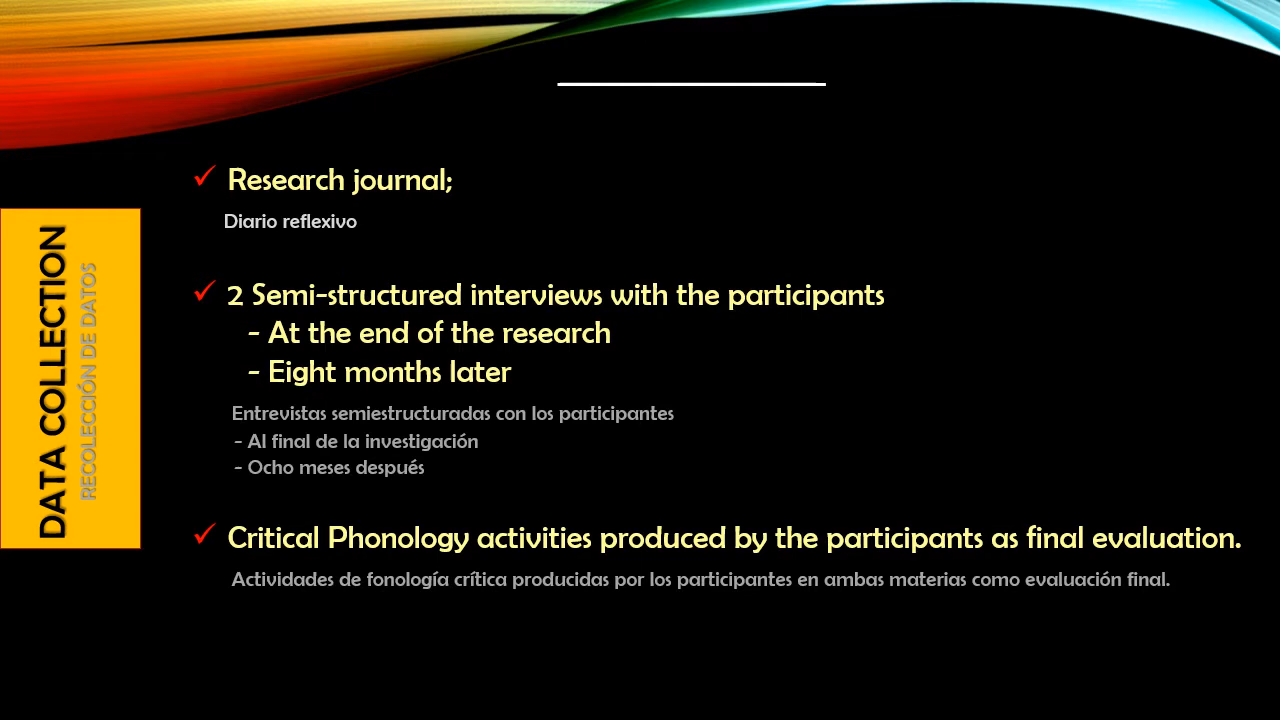 DATA COLLECTION
RECOLECCIÓN DE DATOS
✓ Research journal;
Diario reflexivo
✓ 2 Semi-structured interviews with the participants
- At the end of the research
- Eight months later
Entrevistas semiestructuradas con los participantes
- Al final de la investigación
- Ocho meses después
✓ Critical Phonology activities produced by the participants as final evaluation.
Actividades de fonología crítica producidas por los participantes en ambas materias como evaluación final.